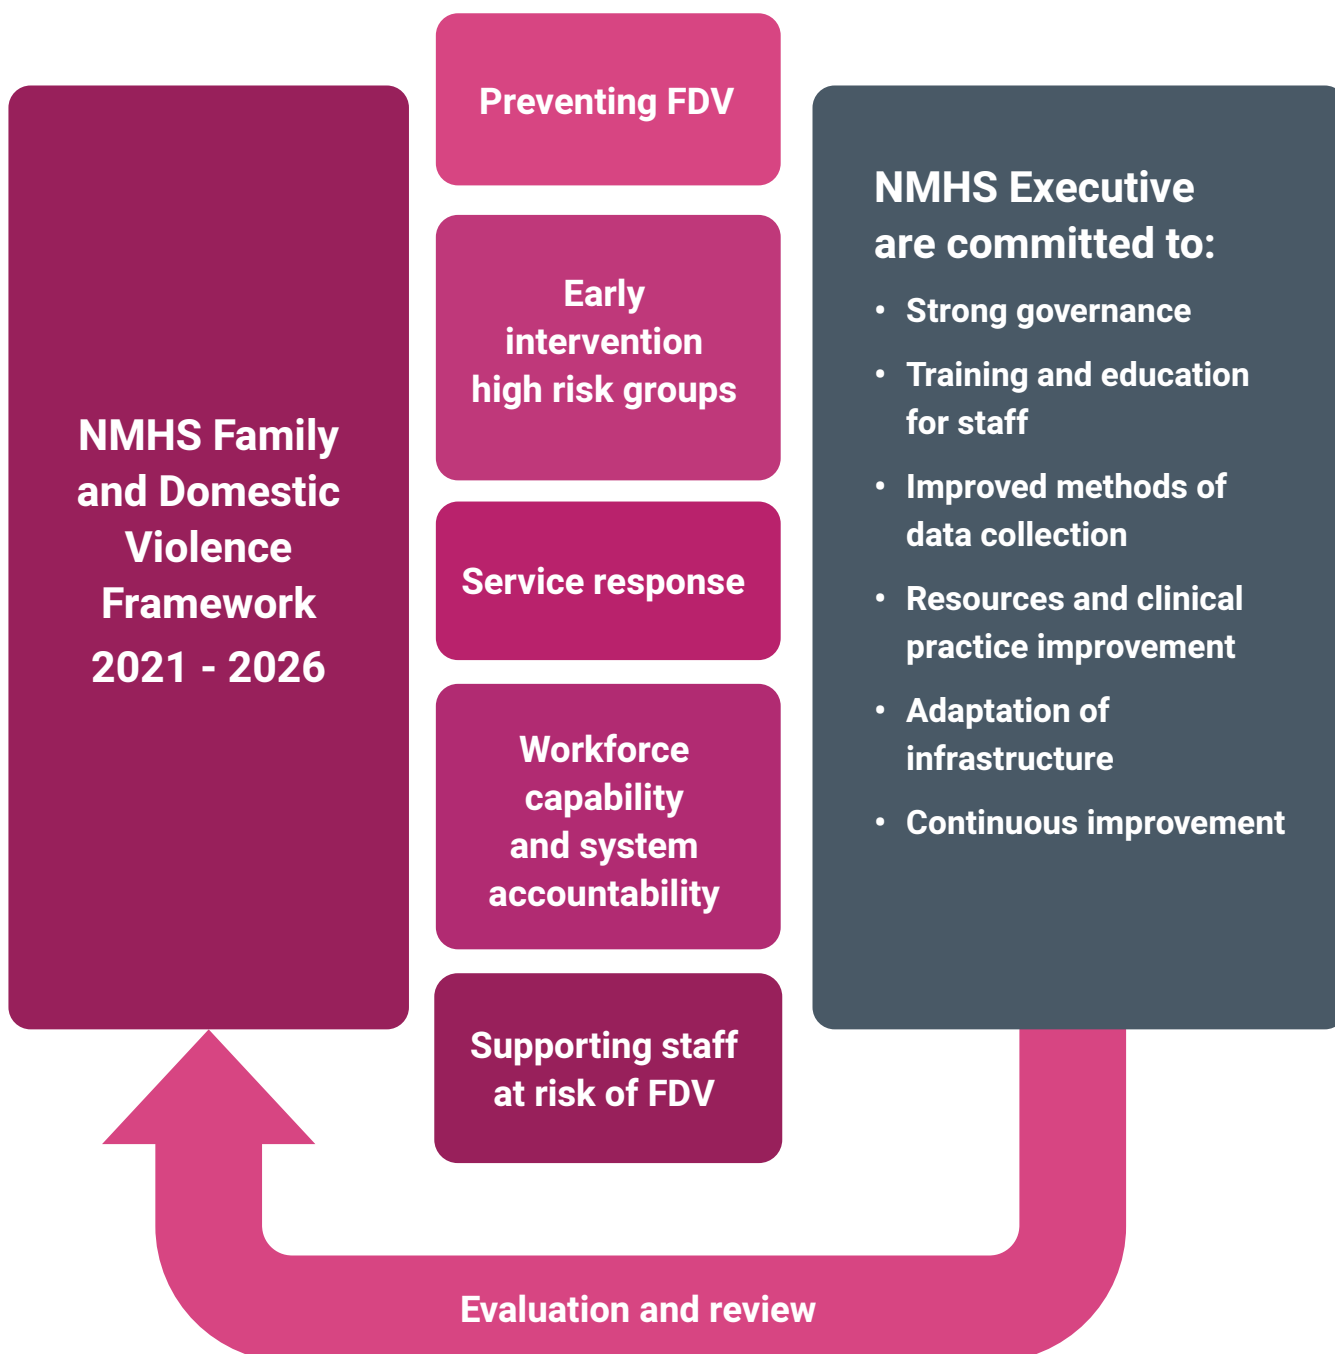 NMHS Family
and Domestic
Violence
Framework
2021 - 2026
Preventing FDV
Early
intervention
high risk groups
Service response
Workforce
capability
and system
accountability
Supporting staff
at risk of FDV
NMHS Executive
are committed to:
• Strong governance
• Training and education
for staff
• Improved methods of
data collection
• Resources and clinical
practice improvement
• Adaptation of
infrastructure
• Continuous improvement
Evaluation and review